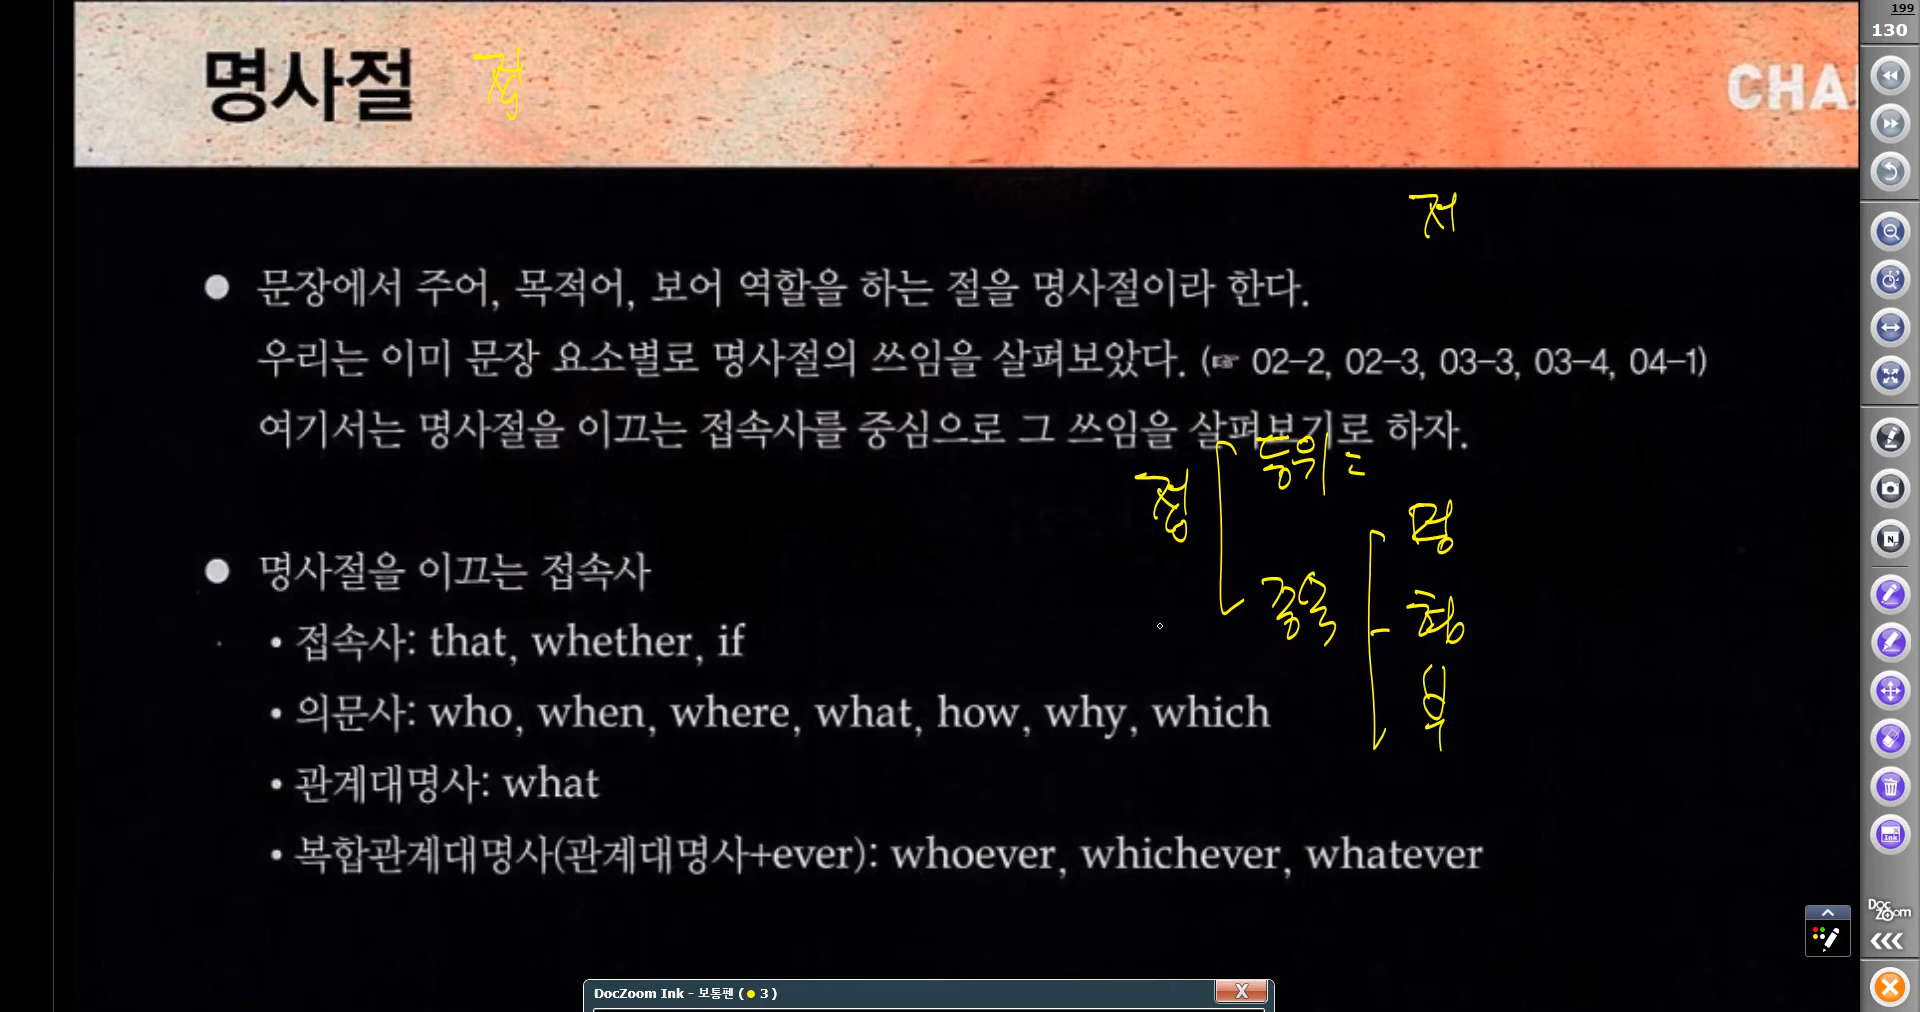 199
130
명사절 접
CHA
저
● 문장에서 주어, 목적어, 보어 역할을 하는 절을 명사절이라 한다.
우리는 이미 문장 요소별로 명사절의 쓰임을 살펴보았다. (☞ 02–2, 02–3, 03–3, 03–4, 04–1)
여기서는 명사절을 이끄는 접속사를 중심으로 그 쓰임을 살펴보기로 하자.
등위 =
접
명
종속
형
부
● 명사절을 이끄는 접속사
• 접속사: that, whether, if
• 의문사: who, when, where, what, how, why, which
• 관계대명사: what
• 복합관계대명사(관계대명사+ever): whoever, whichever, whatever
Doc
Zoom
DocZoom Ink - 보통펜 ( ● 3 )